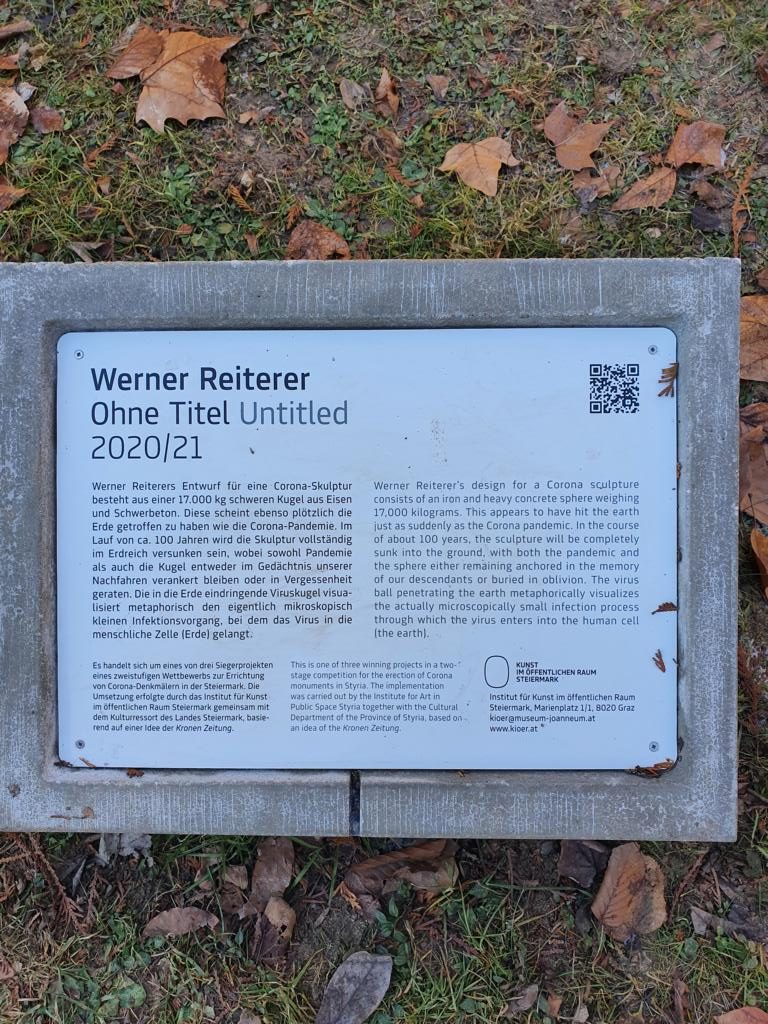 Werner Reiterer
Ohne Titel Untitled
2020/21
Werner Reiterers Entwurf für eine Corona-Skulptur
besteht aus einer 17.000 kg schweren Kugel aus Eisen
und Schwerbeton. Diese scheint ebenso plötzlich die
Erde getroffen zu haben wie die Corona-Pandemie. Im
Lauf von ca. 100 Jahren wird die Skulptur vollständig
im Erdreich versunken sein, wobei sowohl Pandemie
als auch die Kugel entweder im Gedächtnis unserer
Nachfahren verankert bleiben oder in Vergessenheit
geraten. Die in die Erde eindringende Viruskugel visua-
lisiert metaphorisch den eigentlich mikroskopisch
kleinen Infektionsvorgang, bei dem das Virus in die
menschliche Zelle (Erde) gelangt.
Werner Reiterer's design for a Corona sculpture
consists of an iron and heavy concrete sphere weighing
17,000 kilograms. This appears to have hit the earth
just as suddenly as the Corona pandemic. In the course
of about 100 years, the sculpture will be completely
sunk into the ground, with both the pandemic and
the sphere either remaining anchored in the memory
of our descendants or buried in oblivion. The virus
ball penetrating the earth metaphorically visualizes
the actually microscopically small infection process
through which the virus enters into the human cell
(the earth).
Es handelt sich um eines von drei Siegerprojekten
eines zweistufigen Wettbewerbs zur Errichtung
von Corona-Denkmälern in der Steiermark. Die
Umsetzung erfolgte durch das Institut für Kunst
im öffentlichen Raum Steiermark gemeinsam mit
dem Kulturressort des Landes Steiermark, basie-
rend auf einer Idee der Kronen Zeitung.
This is one of three winning projects in a two-
stage competition for the erection of Corona
monuments in Styria. The implementation
was carried out by the Institute for Art in
Public Space Styria together with the Cultural
Department of the Province of Styria, based on
an idea of the Kronen Zeitung.
KUNST
IM ÖFFENTLICHEN RAUM
STEIERMARK
Institut für Kunst im öffentlichen Raum
Steiermark, Marienplatz 1/1, 8020 Graz
kioer@museum-joanneum.at
www.kioer.at